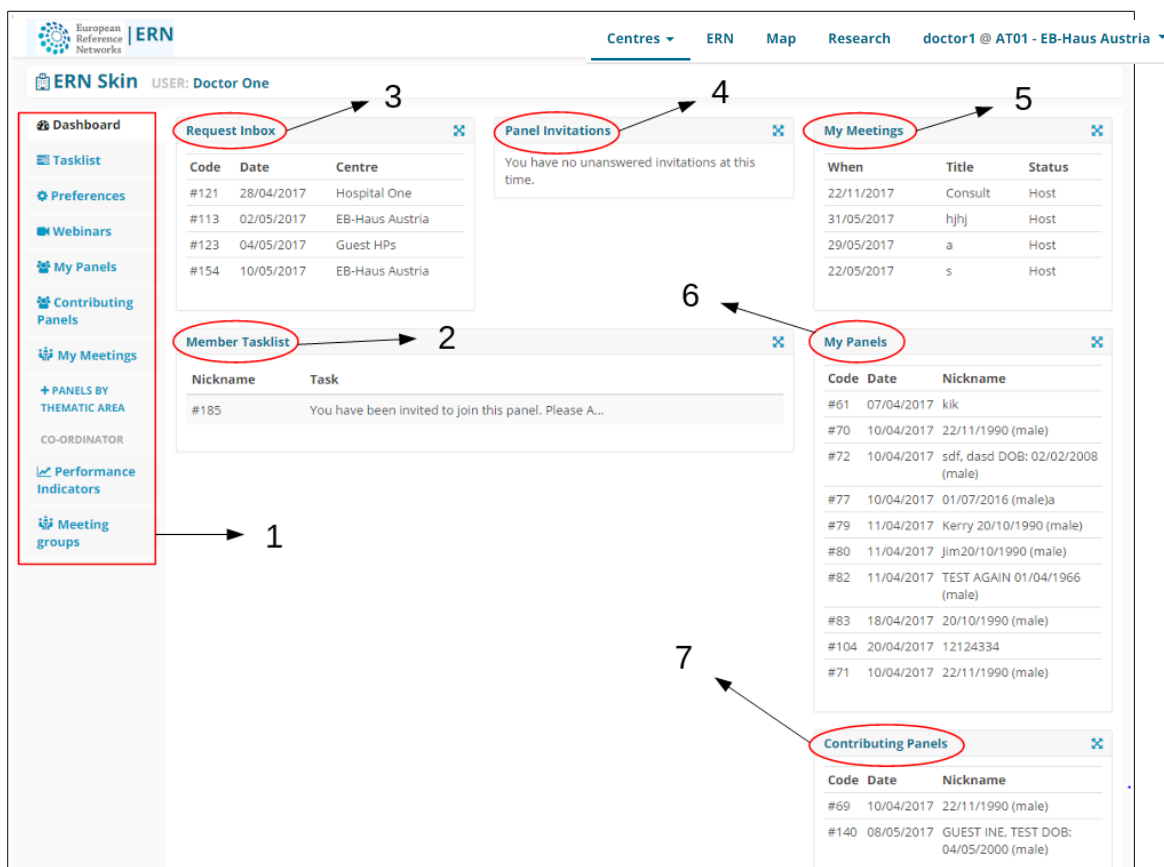 European
Reference
Networks
|ERN
Centres
ERN
Map
Research
doctor1 @ AT01 - EB-Haus Austria
ERN Skin USER: Doctor One
1
Dashboard
Tasklist
Preferences
Webinars
My Panels
Contributing
Panels
My Meetings
+ PANELS BY
THEMATIC AREA
CO-ORDINATOR
Performance
Indicators
Meeting
groups
3
Request Inbox
Code Date Centre
#121 28/04/2017 Hospital One
#113 02/05/2017 EB-Haus Austria
#123 04/05/2017 Guest HPs
#154 10/05/2017 EB-Haus Austria
4
Panel Invitations
You have no unanswered invitations at this
time.
5
My Meetings
When Title Status
22/11/2017 Consult Host
31/05/2017 hjhj Host
29/05/2017 a Host
22/05/2017 s Host
2
Member Tasklist
Nickname Task
#185 You have been invited to join this panel. Please A...
6
My Panels
Code Date Nickname
#61 07/04/2017 kik
#70 10/04/2017 22/11/1990 (male)
#72 10/04/2017 sdf, dasd DOB: 02/02/2008
(male)
#77 10/04/2017 01/07/2016 (male)a
#79 11/04/2017 Kerry 20/10/1990 (male)
#80 11/04/2017 Jim20/10/1990 (male)
#82 11/04/2017 TEST AGAIN 01/04/1966
(male)
#83 18/04/2017 20/10/1990 (male)
#104 20/04/2017 12124334
#71 10/04/2017 22/11/1990 (male)
7
Contributing Panels
Code Date Nickname
#69 10/04/2017 22/11/1990 (male)
#140 08/05/2017 GUEST INE, TEST DOB:
04/05/2000 (male)